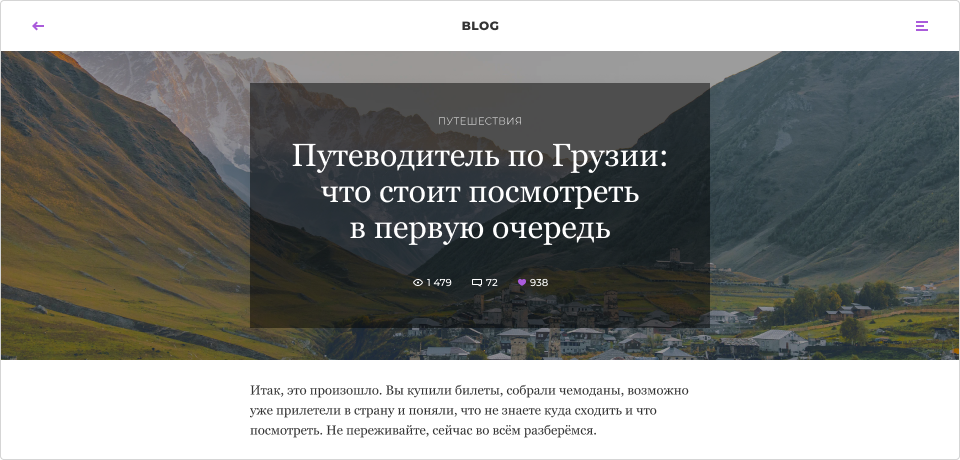 BLOG
ПУТЕШЕСТВИЯ
Путеводитель по Грузии:
что стоит посмотреть
в первую очередь
1 479 72 938
Итак, это произошло. Вы купили билеты, собрали чемоданы, возможно
уже прилетели в страну и поняли, что не знаете куда сходить и что
посмотреть. Не переживайте, сейчас во всём разберёмся.